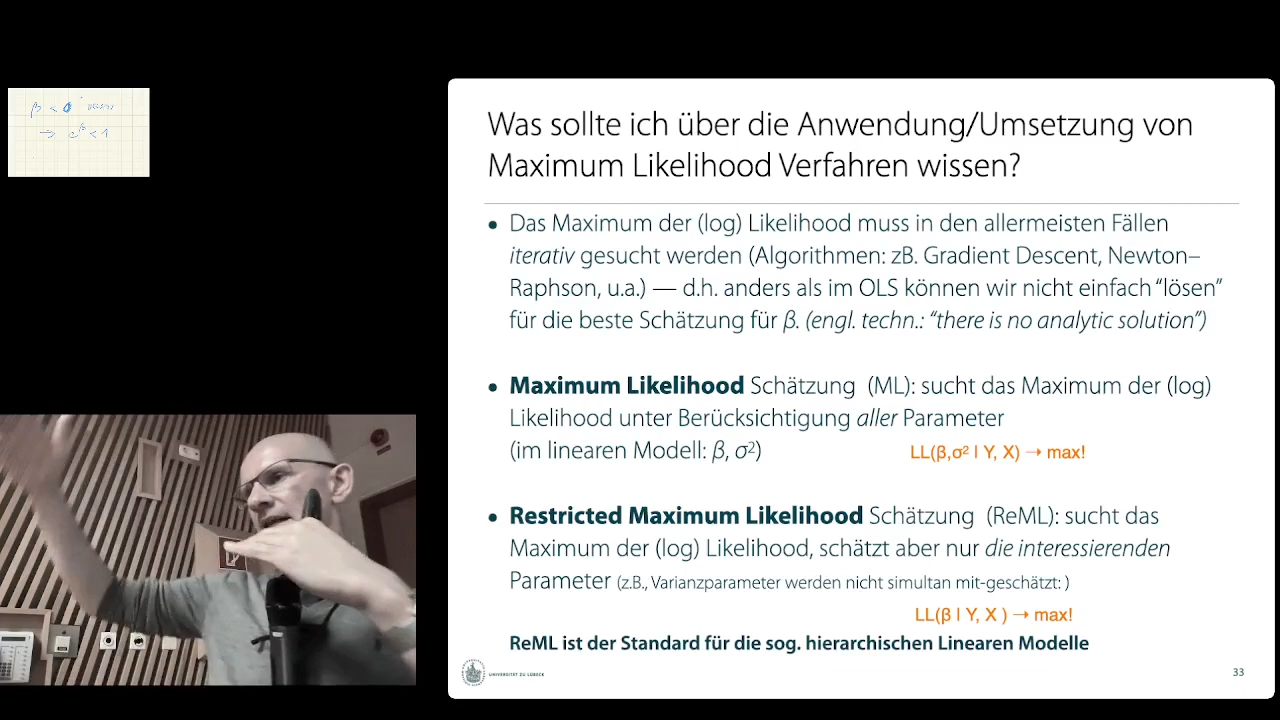 β < 0
→ e^β < 1
Was sollte ich über die Anwendung/Umsetzung von
Maximum Likelihood Verfahren wissen?
• Das Maximum der (log) Likelihood muss in den allermeisten Fällen
iterativ gesucht werden (Algorithmen: zB. Gradient Descent, Newton–
Raphson, u.a.) — d.h. anders als im OLS können wir nicht einfach “lösen”
für die beste Schätzung für β. (engl. techn.: “there is no analytic solution”)
• Maximum Likelihood Schätzung (ML): sucht das Maximum der (log)
Likelihood unter Berücksichtigung aller Parameter
(im linearen Modell: β, σ²)
LL(β,σ² | Y, X) → max!
• Restricted Maximum Likelihood Schätzung (ReML): sucht das
Maximum der (log) Likelihood, schätzt aber nur die interessierenden
Parameter (z.B., Varianzparameter werden nicht simultan mit-geschätzt: )
LL(β | Y, X ) → max!
ReML ist der Standard für die sog. hierarchischen Linearen Modelle
UNIVERSITÄT ZU LÜBECK
33